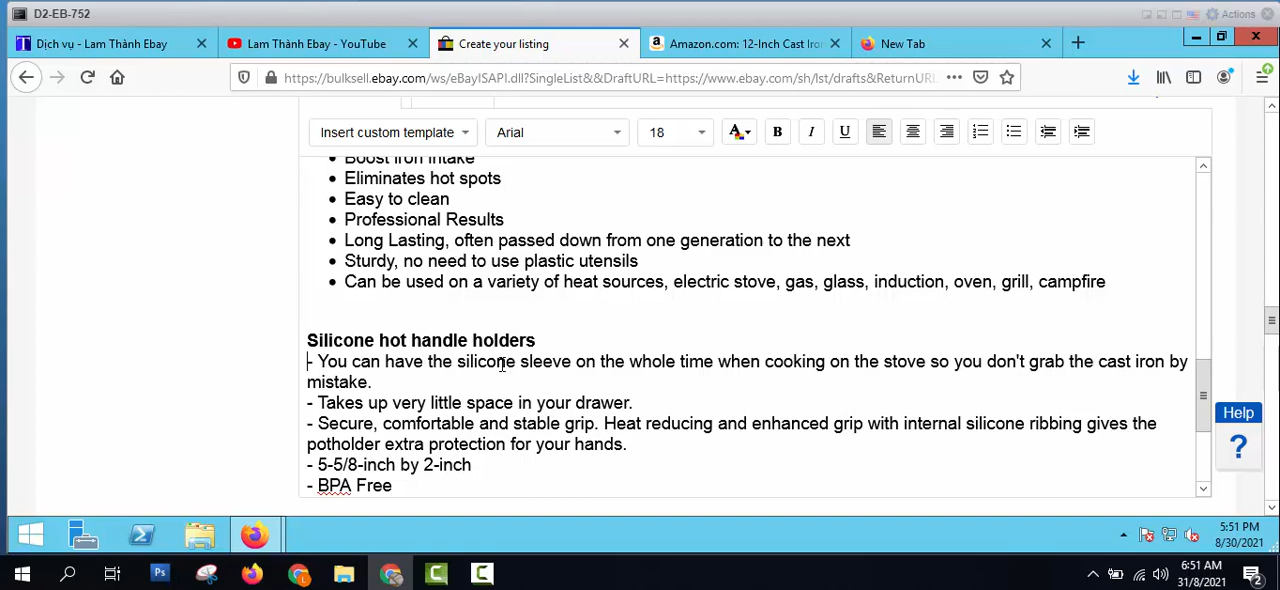 D2-EB-752
Actions
Dịch vụ - Lam Thành Ebay
Lam Thành Ebay - YouTube
Create your listing
Amazon.com: 12-Inch Cast Iron
New Tab
https://bulksell.ebay.com/ws/eBayISAPI.dll?SingleList&&DraftURL=https://www.ebay.com/sh/lst/drafts&ReturnURL
Insert custom template
Arial
18
A
B
I
U
Boost iron intake
Eliminates hot spots
Easy to clean
Professional Results
Long Lasting, often passed down from one generation to the next
Sturdy, no need to use plastic utensils
Can be used on a variety of heat sources, electric stove, gas, glass, induction, oven, grill, campfire
Silicone hot handle holders
- You can have the silicone sleeve on the whole time when cooking on the stove so you don't grab the cast iron by
mistake.
- Takes up very little space in your drawer.
- Secure, comfortable and stable grip. Heat reducing and enhanced grip with internal silicone ribbing gives the
potholder extra protection for your hands.
- 5-5/8-inch by 2-inch
- BPA Free
Help
?
5:51 PM
8/30/2021
6:51 AM
31/8/2021